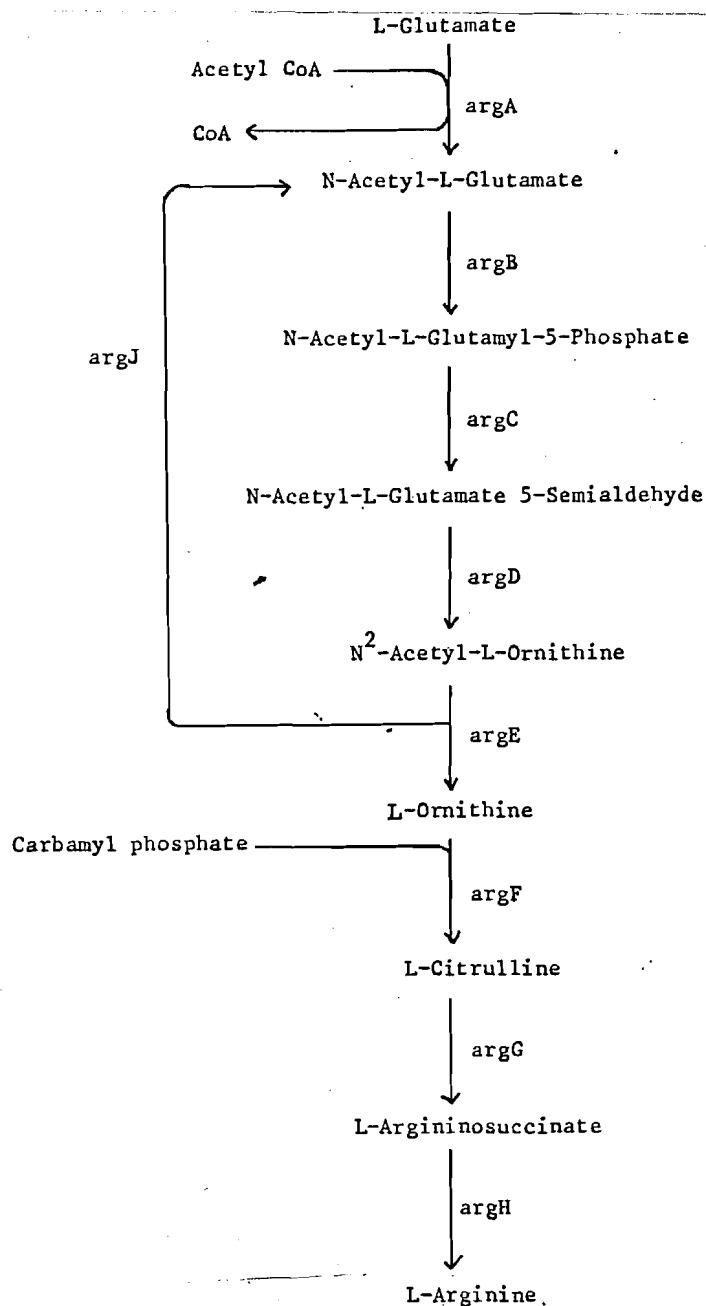 L-Glutamate
Acetyl CoA
argA
CoA
N-Acetyl-L-Glutamate
argB
N-Acetyl-L-Glutamyl-5-Phosphate
argJ
argC
N-Acetyl-L-Glutamate 5-Semialdehyde
argD
N²-Acetyl-L-Ornithine
argE
L-Ornithine
Carbamyl phosphate
argF
L-Citrulline
argG
L-Argininosuccinate
argH
L-Arginine